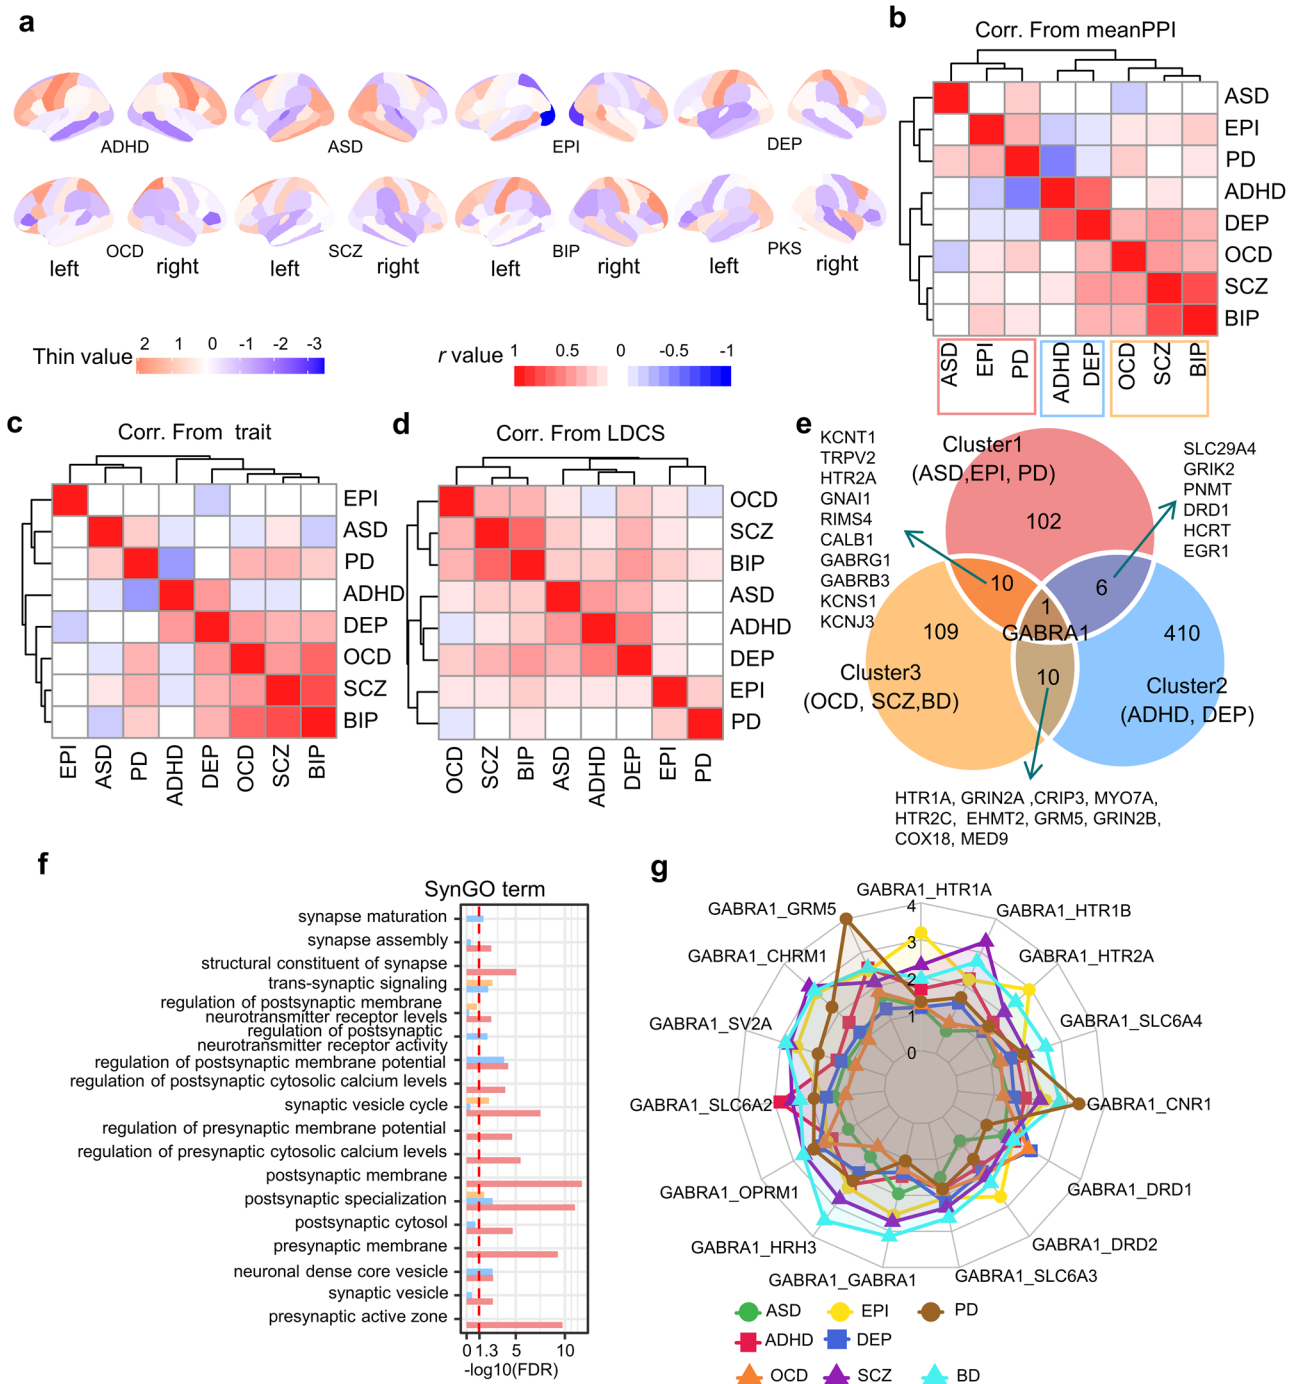 a
ADHD
ASD
EPI
DEP
OCD
SCZ
BIP
PKS
left
right
left
right
left
right
left
right
Thin value
2 1 0 -1 -2 -3
r value
1 0.5 0 -0.5 -1
b
Corr. From meanPPI
ASD
EPI
PD
ADHD
DEP
OCD
SCZ
BIP
ASD
EPI
PD
ADHD
DEP
OCD
SCZ
BIP
c
Corr. From trait
EPI
ASD
PD
ADHD
DEP
OCD
SCZ
BIP
EPI
ASD
PD
ADHD
DEP
OCD
SCZ
BIP
d
Corr. From LDCS
OCD
SCZ
BIP
ASD
ADHD
DEP
EPI
PD
OCD
SCZ
BIP
ASD
ADHD
DEP
EPI
PD
e
KCNT1
TRPV2
HTR2A
GNAI1
RIMS4
CALB1
GABRG1
GABRB3
KCNS1
KCNJ3
Cluster1
(ASD,EPI, PD)
102
SLC29A4
GRIK2
PNMT
DRD1
HCRT
EGR1
10
6
1
GABRA1
109
410
10
Cluster3
(OCD, SCZ,BD)
Cluster2
(ADHD, DEP)
HTR1A, GRIN2A ,CRIP3, MYO7A,
HTR2C, EHMT2, GRM5, GRIN2B,
COX18, MED9
f
SynGO term
synapse maturation
synapse assembly
structural constituent of synapse
trans-synaptic signaling
regulation of postsynaptic membrane
neurotransmitter receptor levels
regulation of postsynaptic
neurotransmitter receptor activity
regulation of postsynaptic membrane potential
regulation of postsynaptic cytosolic calcium levels
synaptic vesicle cycle
regulation of presynaptic membrane potential
regulation of presynaptic cytosolic calcium levels
postsynaptic membrane
postsynaptic specialization
postsynaptic cytosol
presynaptic membrane
neuronal dense core vesicle
synaptic vesicle
presynaptic active zone
0 1.3 5 10
-log10(FDR)
g
GABRA1_HTR1A
GABRA1_HTR1B
GABRA1_HTR2A
GABRA1_SLC6A4
GABRA1_CNR1
GABRA1_DRD1
GABRA1_DRD2
GABRA1_SLC6A3
GABRA1_GABRA1
GABRA1_HRH3
GABRA1_OPRM1
GABRA1_SLC6A2
GABRA1_SV2A
GABRA1_CHRM1
GABRA1_GRM5
4
3
2
1
0
ASD
EPI
PD
ADHD
DEP
OCD
SCZ
BD